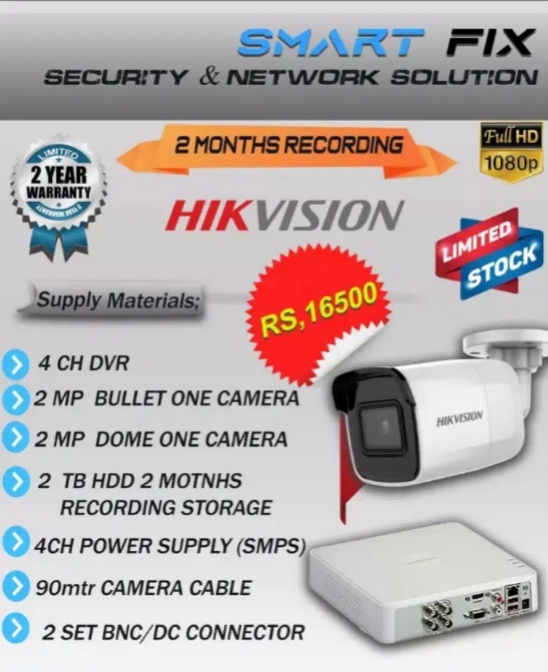 SMART FIX
SECURITY & NETWORK SOLUTION
2 MONTHS RECORDING
Full HD
1080p
LIMITED
2 YEAR
WARRANTY
HIKVISION
LIMITED
STOCK
Supply Materials;
RS,16500
4 CH DVR
2 MP BULLET ONE CAMERA
2 MP DOME ONE CAMERA
2 TB HDD 2 MOTNHS
RECORDING STORAGE
4CH POWER SUPPLY (SMPS)
90mtr CAMERA CABLE
2 SET BNC/DC CONNECTOR
HIKVISION